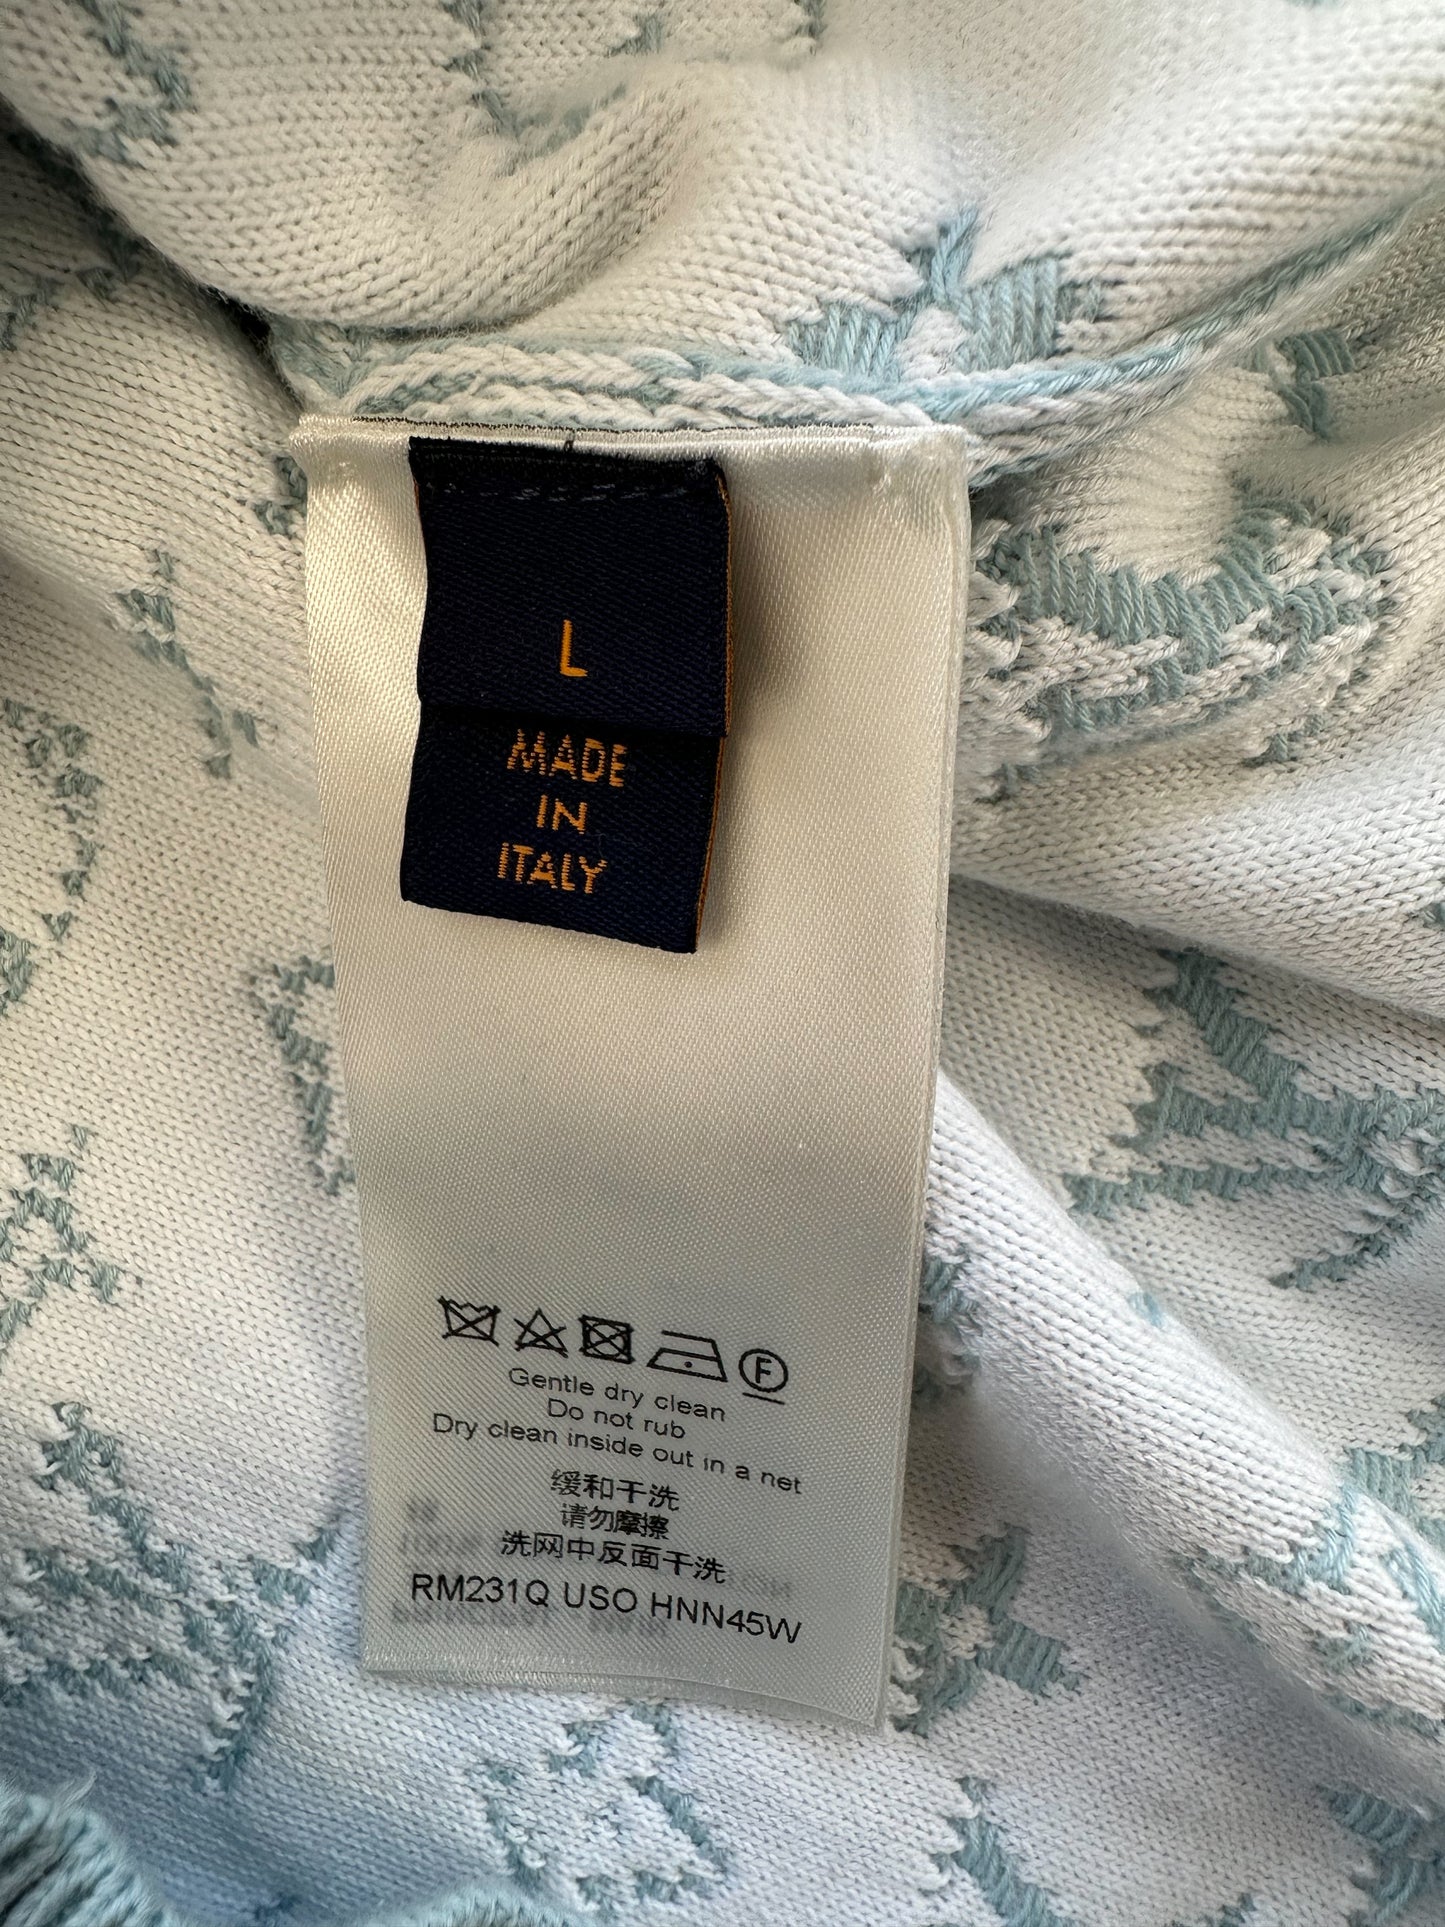 L
MADE
IN
ITALY
F
Gentle dry clean
Do not rub
Dry clean inside out in a net
缓和干洗
请勿摩擦
洗网中反面干洗
RM231Q USO HNN45W